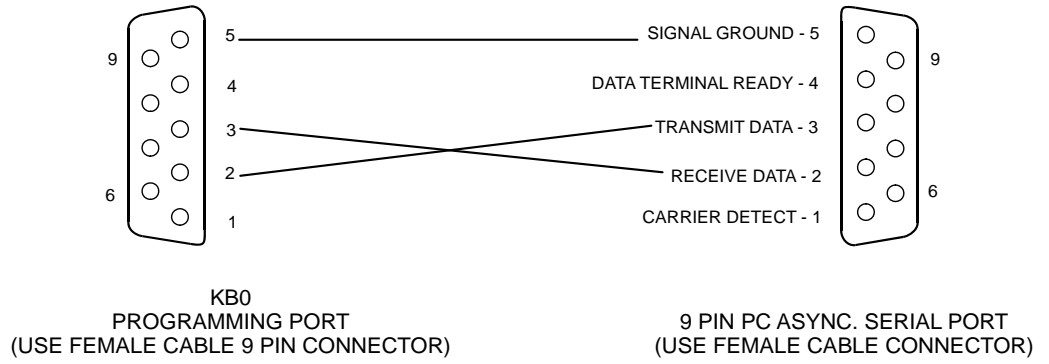 5
9
4
3
2
6
1
SIGNAL GROUND - 5
9
DATA TERMINAL READY - 4
TRANSMIT DATA - 3
RECEIVE DATA - 2
6
CARRIER DETECT - 1
KB0
PROGRAMMING PORT
(USE FEMALE CABLE 9 PIN CONNECTOR)
9 PIN PC ASYNC. SERIAL PORT
(USE FEMALE CABLE CONNECTOR)